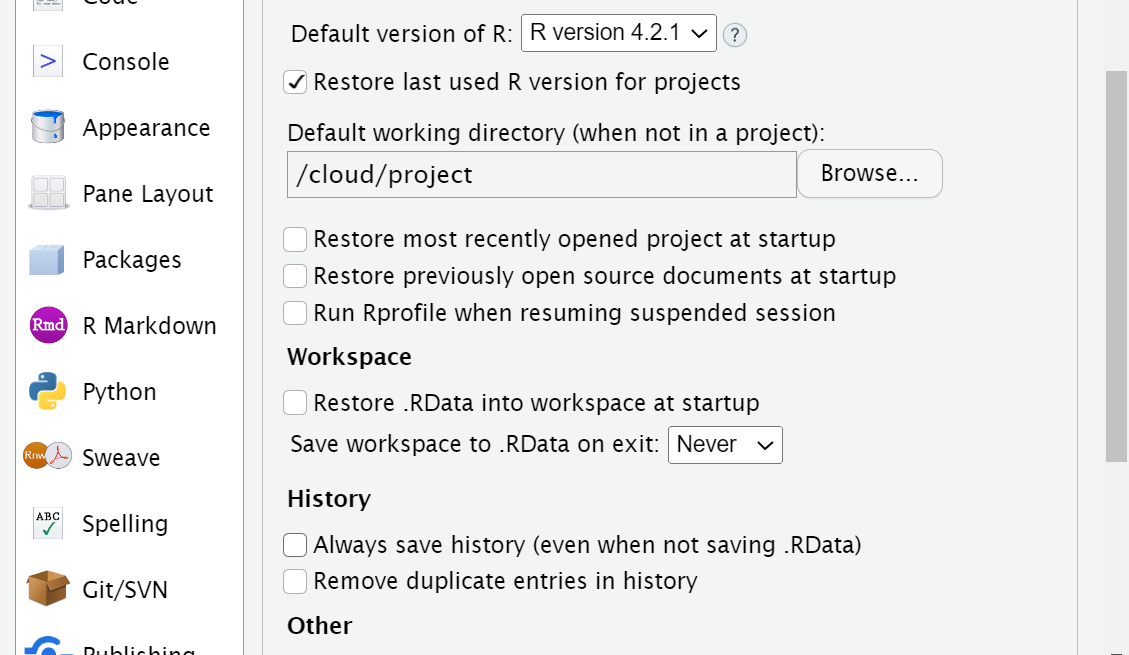 Code
Console
Appearance
Pane Layout
Packages
Rmd R Markdown
Python
Rnw Sweave
ABC Spelling
Git/SVN
Publishing
Default version of R: R version 4.2.1 ?
Restore last used R version for projects
Default working directory (when not in a project):
/cloud/project Browse...
Restore most recently opened project at startup
Restore previously open source documents at startup
Run Rprofile when resuming suspended session
Workspace
Restore .RData into workspace at startup
Save workspace to .RData on exit: Never
History
Always save history (even when not saving .RData)
Remove duplicate entries in history
Other